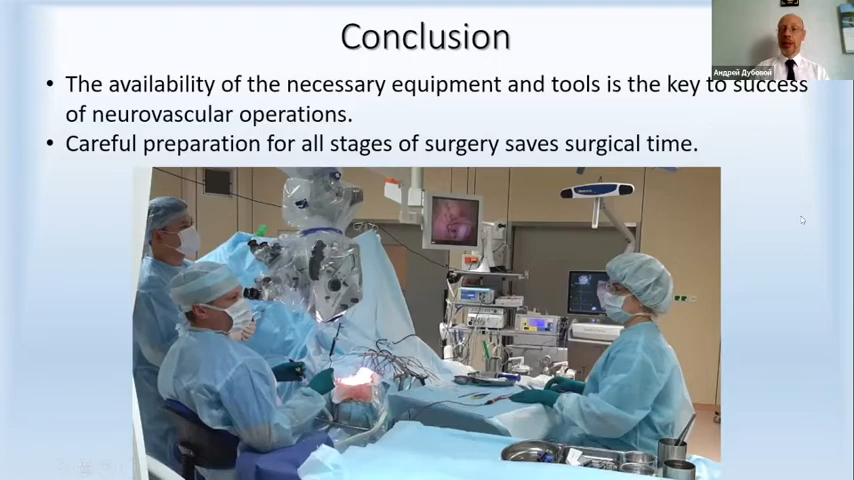 Conclusion
Андрей Дубовой
• The availability of the necessary equipment and tools is the key to success
of neurovascular operations.
• Careful preparation for all stages of surgery saves surgical time.